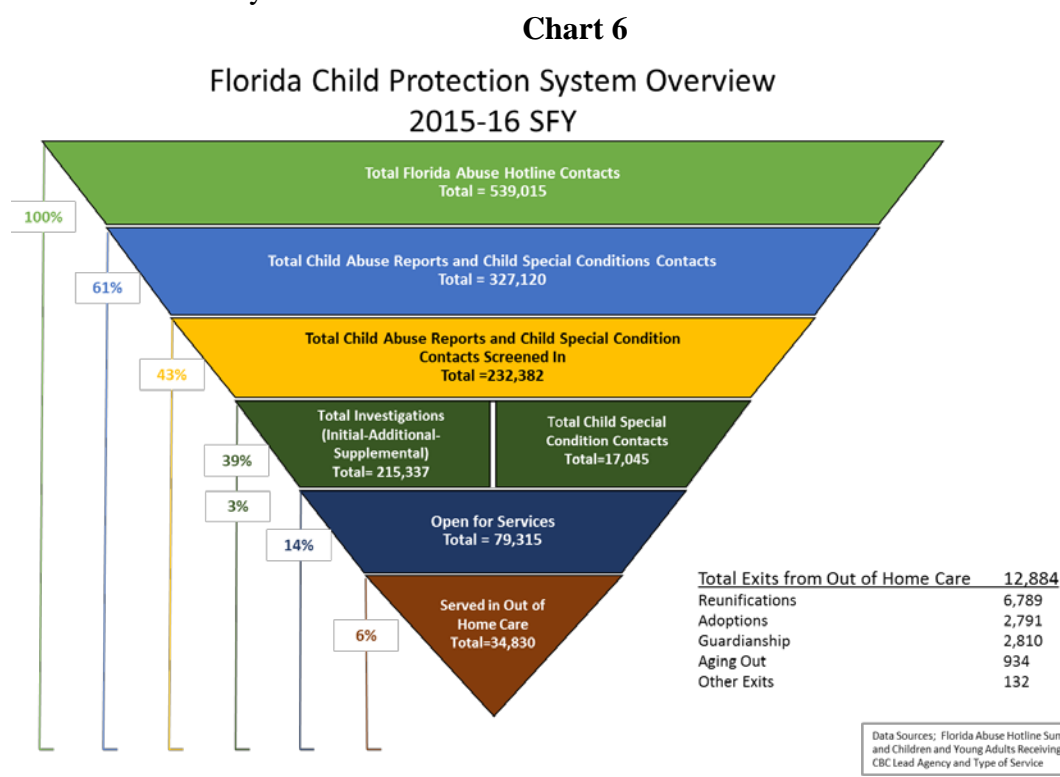 Chart 6
Florida Child Protection System Overview
2015-16 SFY
Total Florida Abuse Hotline Contacts
Total = 539,015
100%
Total Child Abuse Reports and Child Special Conditions Contacts
Total = 327,120
61%
Total Child Abuse Reports and Child Special Condition
Contacts Screened In
Total =232,382
43%
Total Investigations
(Initial-Additional-
Supplemental)
Total= 215,337
Total Child Special
Condition Contacts
Total=17,045
39%
3%
Open for Services
Total = 79,315
14%
Served in Out of
Home Care
Total=34,830
6%
Total Exits from Out of Home Care 12,884
Reunifications 6,789
Adoptions 2,791
Guardianship 2,810
Aging Out 934
Other Exits 132
Data Sources; Florida Abuse Hotline
and Children and Young Adults Receiving
CBC Lead Agency and Type of Service